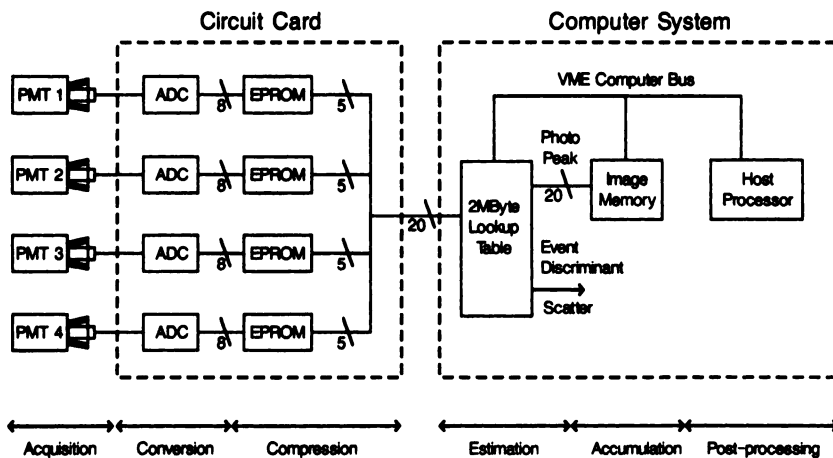 Circuit Card
Computer System
PMT 1
ADC
8
EPROM
5
PMT 2
ADC
8
EPROM
5
PMT 3
ADC
8
EPROM
5
PMT 4
ADC
8
EPROM
5
20
VME Computer Bus
2MByte
Lookup
Table
Photo
Peak
20
Image
Memory
Host
Processor
Event
Discriminant
Scatter
Acquisition
Conversion
Compression
Estimation
Accumulation
Post-processing